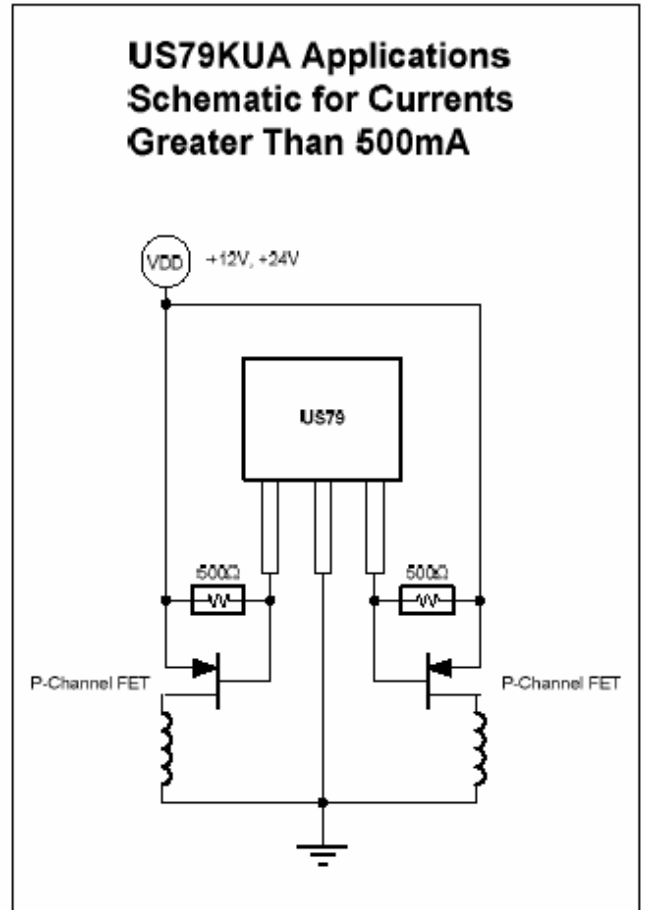 US79KUA Applications
Schematic for Currents
Greater Than 500mA
VDD +12V, +24V
US79
500Ω 500Ω
P-Channel FET P-Channel FET